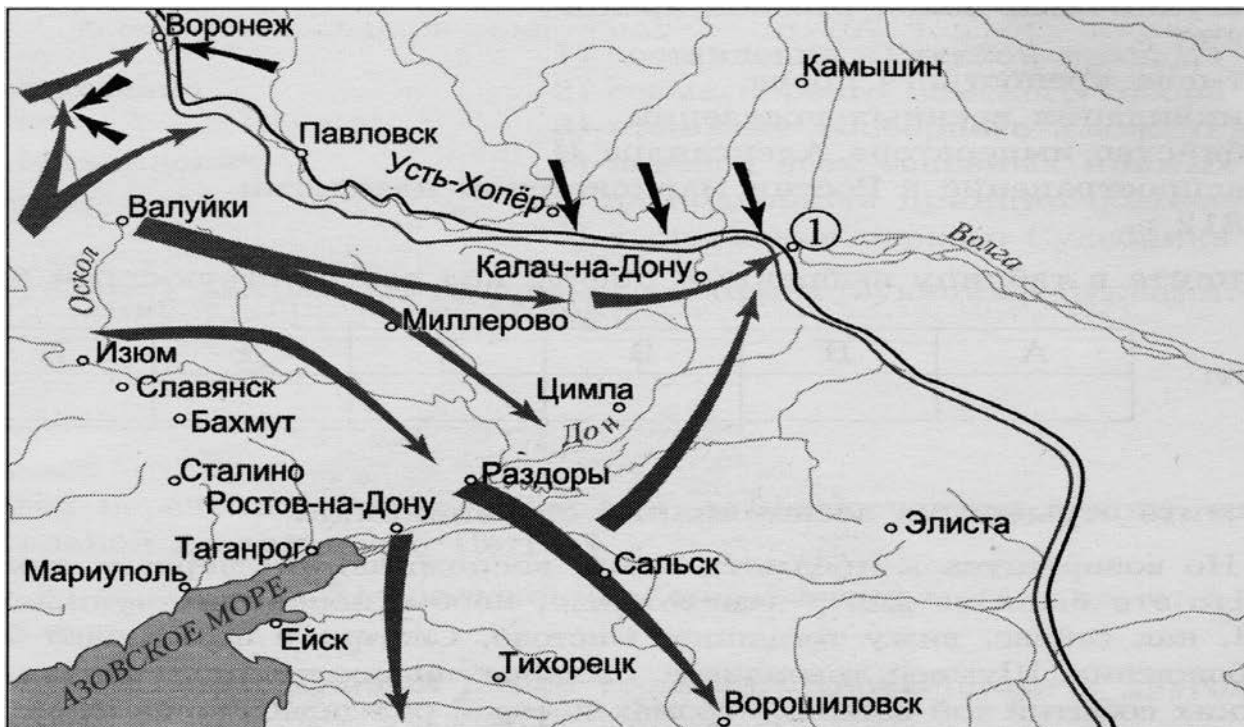 Воронеж
Камышин
Павловск
Усть-Хопёр
Валуйки
1
Волга
Калач-на-Дону
Оскол
Миллерово
Изюм
Славянск
Цимла
Бахмут
Дон
Сталино
Раздоры
Ростов-на-Дону
Элиста
Таганрог
Сальск
Мариуполь
АЗОВСКОЕ МОРЕ
Ейск
Тихорецк
Ворошиловск